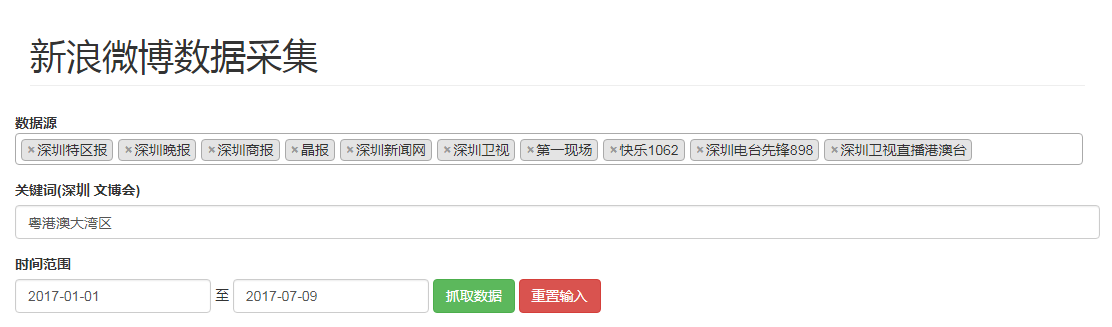 新浪微博数据采集
数据源
×深圳特区报 ×深圳晚报 ×深圳商报 ×晶报 ×深圳新闻网 ×深圳卫视 ×第一现场 ×快乐1062 ×深圳电台先锋898 ×深圳卫视直播港澳台
关键词(深圳 文博会)
粤港澳大湾区
时间范围
2017-01-01 至 2017-07-09 抓取数据 重置输入